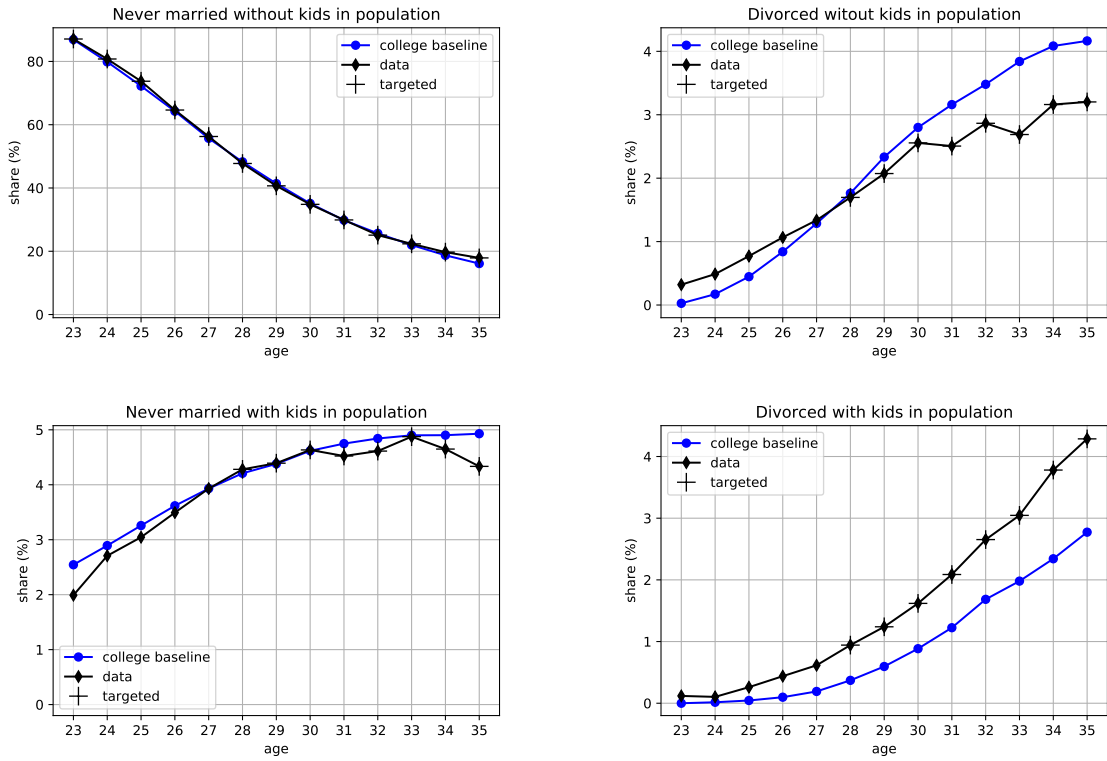 Never married without kids in population
college baseline
data
targeted
share (%)
80
60
40
20
0
23 24 25 26 27 28 29 30 31 32 33 34 35
age
Divorced witout kids in population
college baseline
data
targeted
share (%)
4
3
2
1
0
23 24 25 26 27 28 29 30 31 32 33 34 35
age
Never married with kids in population
share (%)
5
4
3
2
1
0
college baseline
data
targeted
23 24 25 26 27 28 29 30 31 32 33 34 35
age
Divorced with kids in population
college baseline
data
targeted
share (%)
4
3
2
1
0
23 24 25 26 27 28 29 30 31 32 33 34 35
age